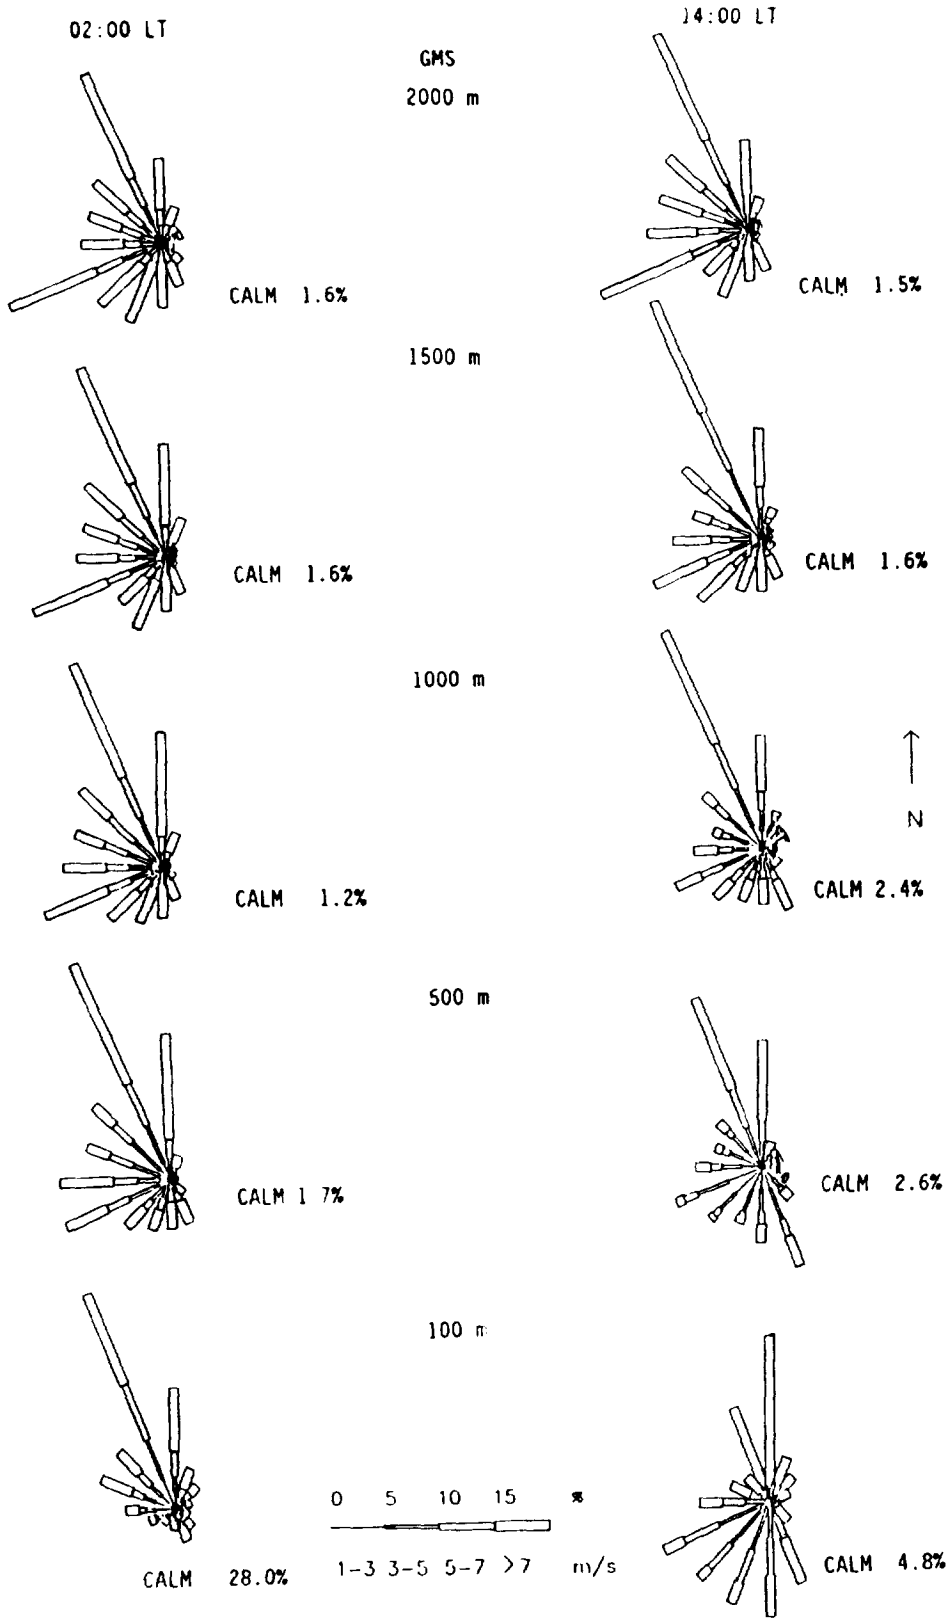 02:00 LT
14:00 LT
GMS
2000 m
CALM 1.6%
CALM 1.5%
1500 m
CALM 1.6%
CALM 1.6%
1000 m
N
CALM 1.2%
CALM 2.4%
500 m
CALM 1 7%
CALM 2.6%
100 m
0 5 10 15 %
1-3 3-5 5-7 >7 m/s
CALM 28.0%
CALM 4.8%